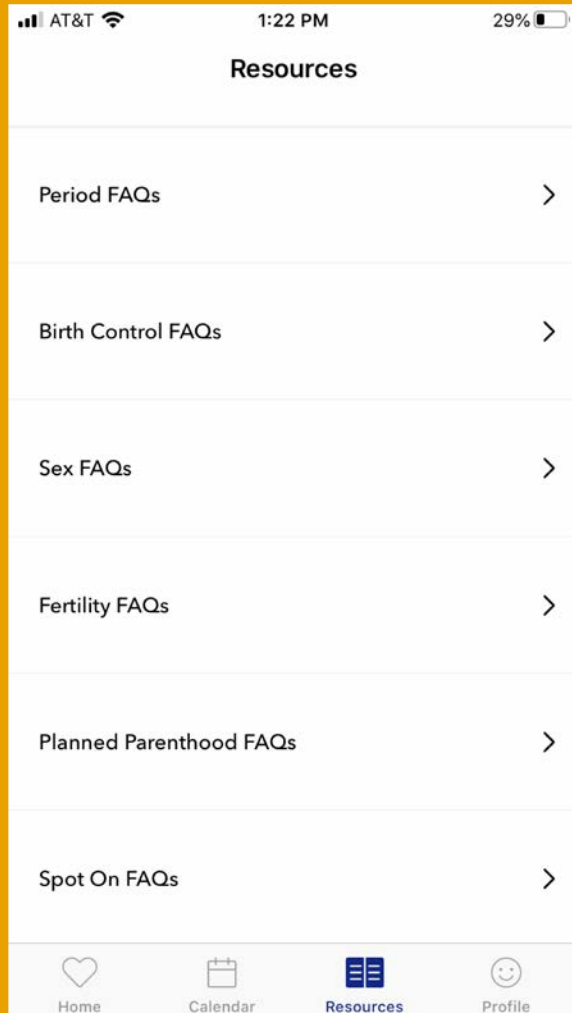 AT&T 1:22 PM 29%
Resources
Period FAQs
Birth Control FAQs
Sex FAQs
Fertility FAQs
Planned Parenthood FAQs
Spot On FAQs
Home Calendar Resources Profile